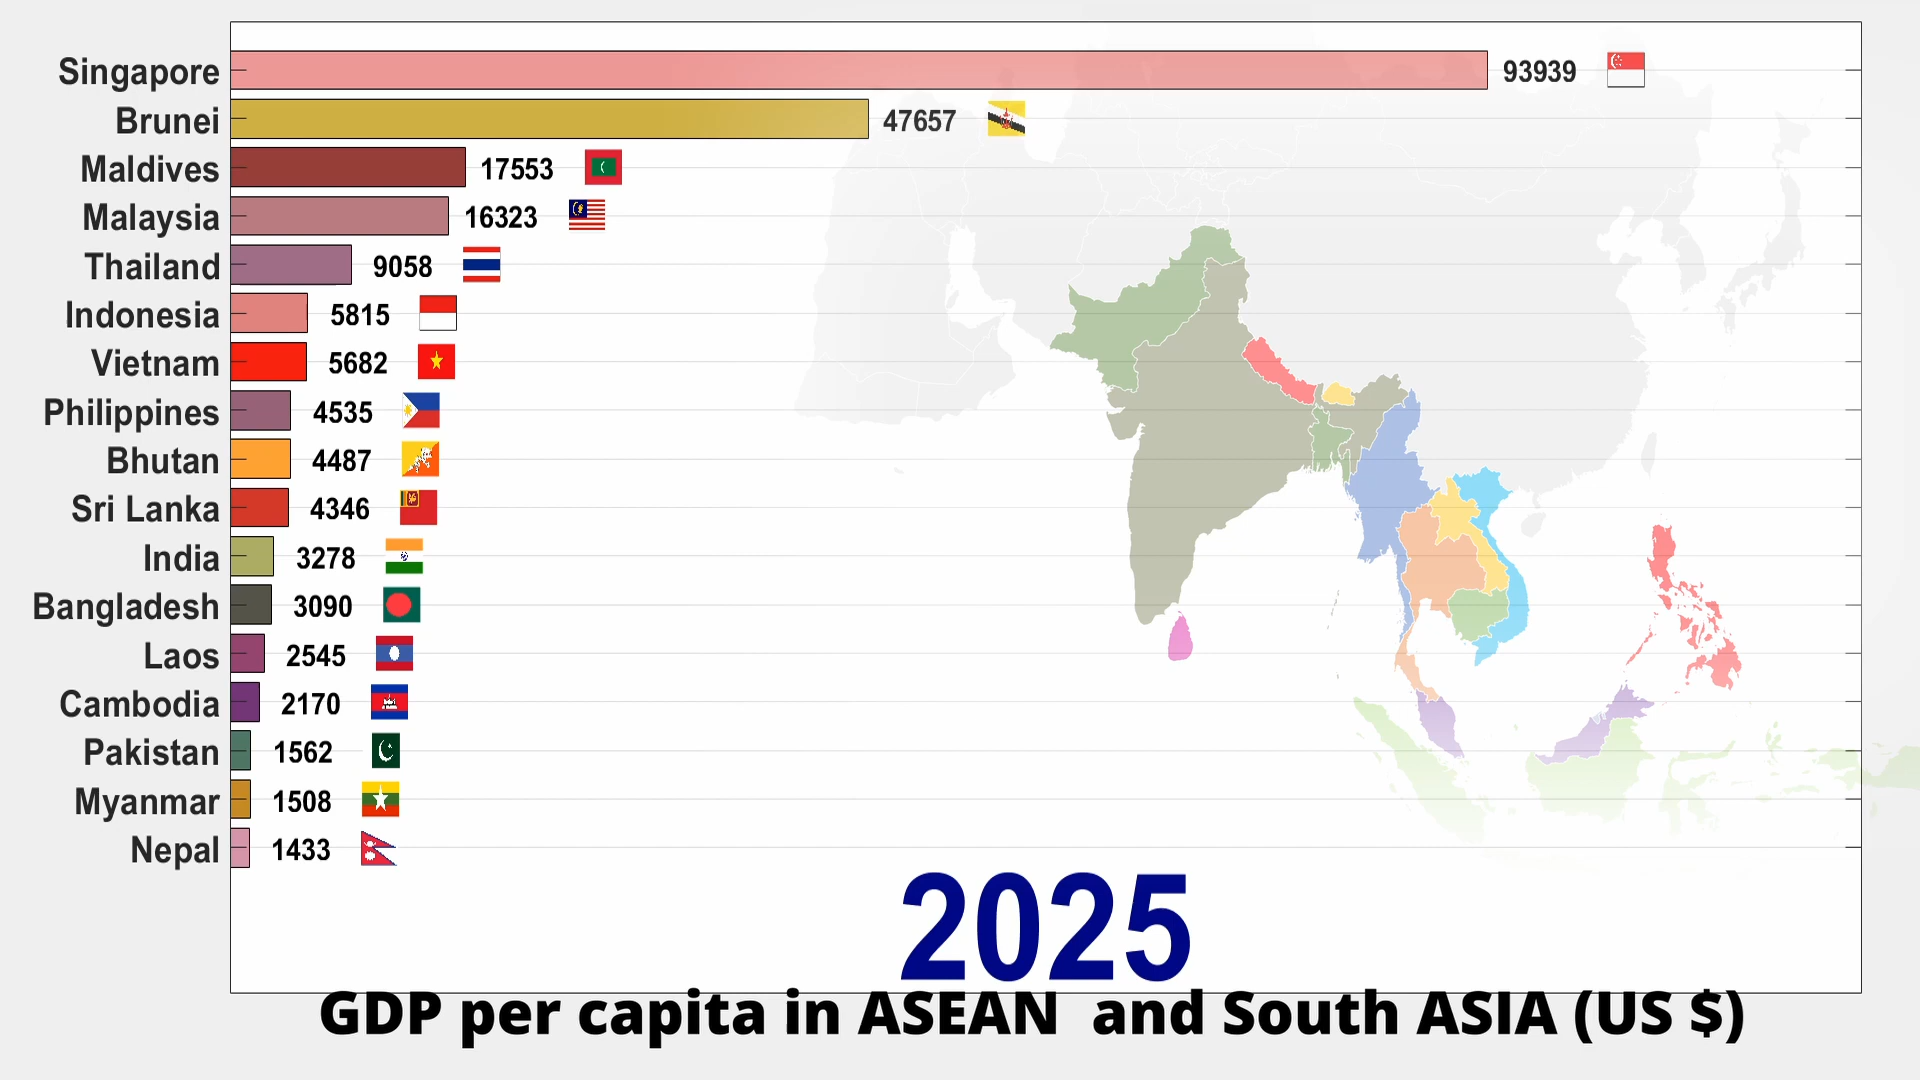 Singapore 93939
Brunei 47657
Maldives 17553
Malaysia 16323
Thailand 9058
Indonesia 5815
Vietnam 5682
Philippines 4535
Bhutan 4487
Sri Lanka 4346
India 3278
Bangladesh 3090
Laos 2545
Cambodia 2170
Pakistan 1562
Myanmar 1508
Nepal 1433
2025
GDP per capita in ASEAN and South ASIA (US $)